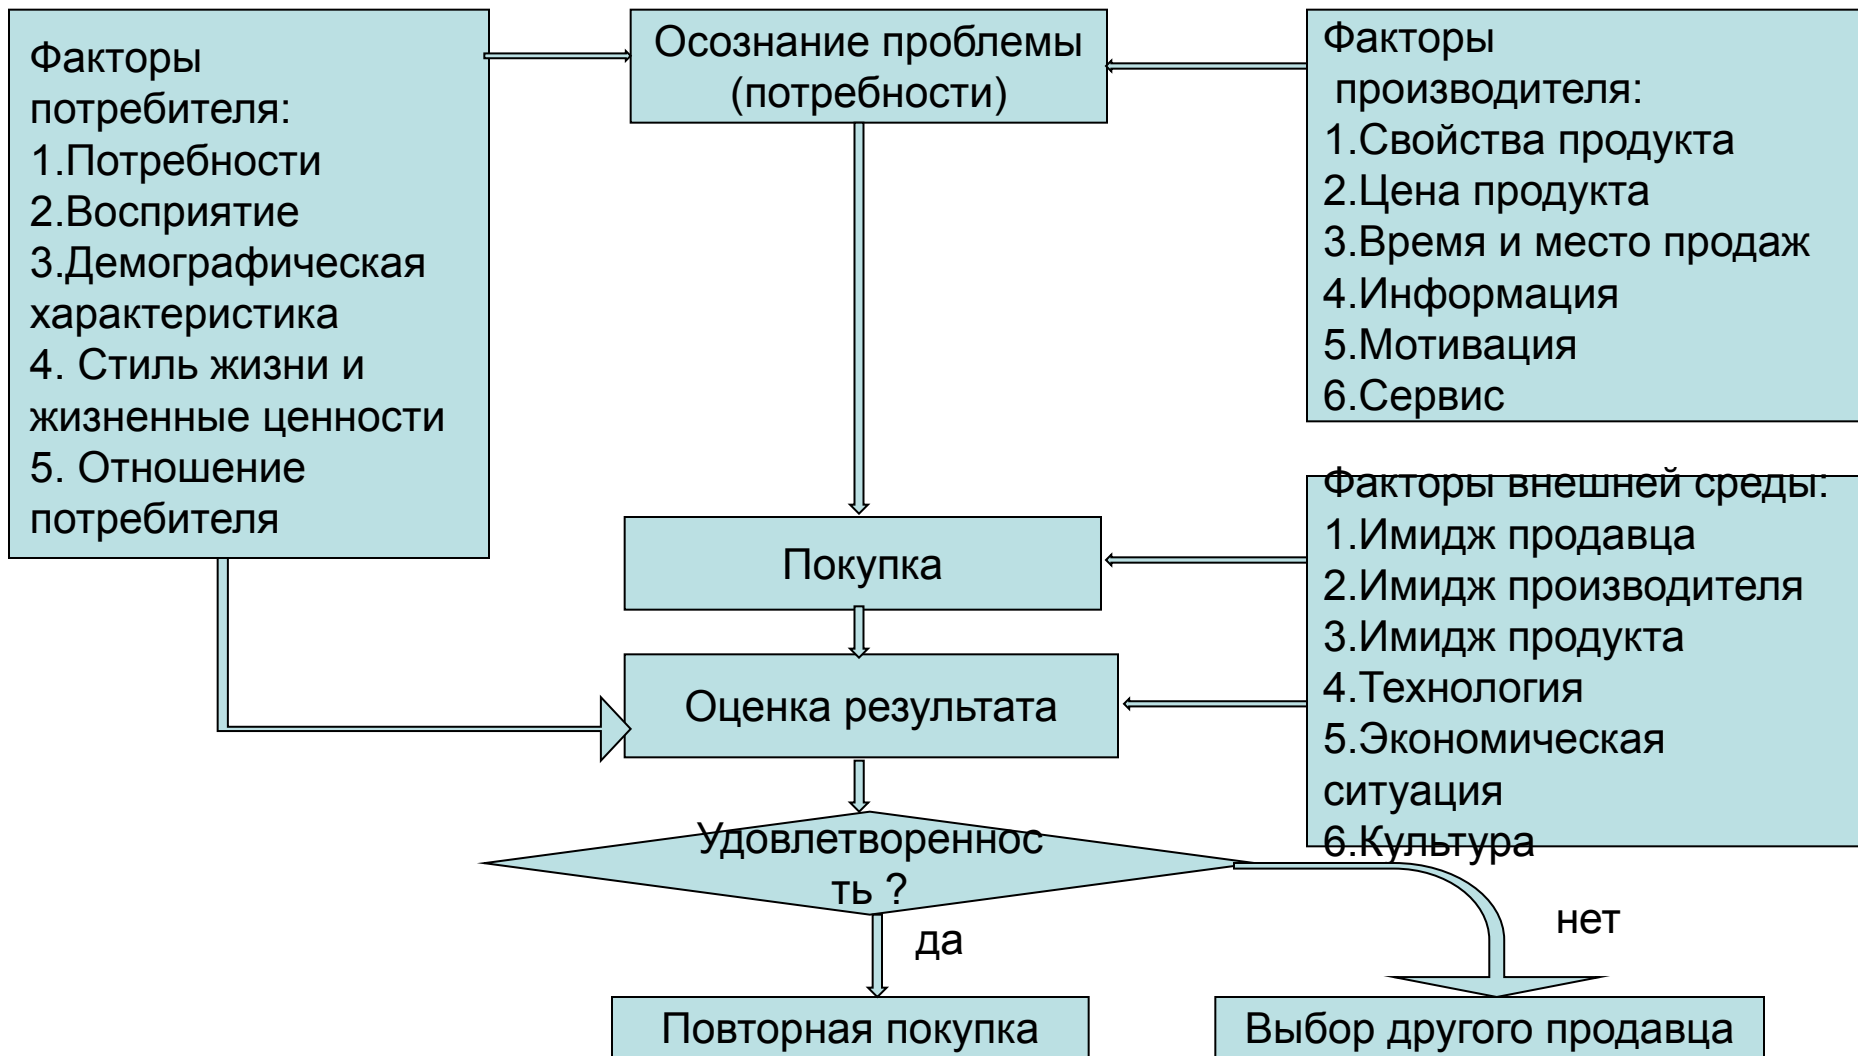 Факторы
потребителя:
1.Потребности
2.Восприятие
3.Демографическая
характеристика
4. Стиль жизни и
жизненные ценности
5. Отношение
потребителя
Осознание проблемы
(потребности)
Факторы
производителя:
1.Свойства продукта
2.Цена продукта
3.Время и место продаж
4.Информация
5.Мотивация
6.Сервис
Покупка
Оценка результата
Факторы внешней среды:
1.Имидж продавца
2.Имидж производителя
3.Имидж продукта
4.Технология
5.Экономическая
ситуация
6.Культура
Удовлетвореннос
ть ?
да
нет
Повторная покупка
Выбор другого продавца